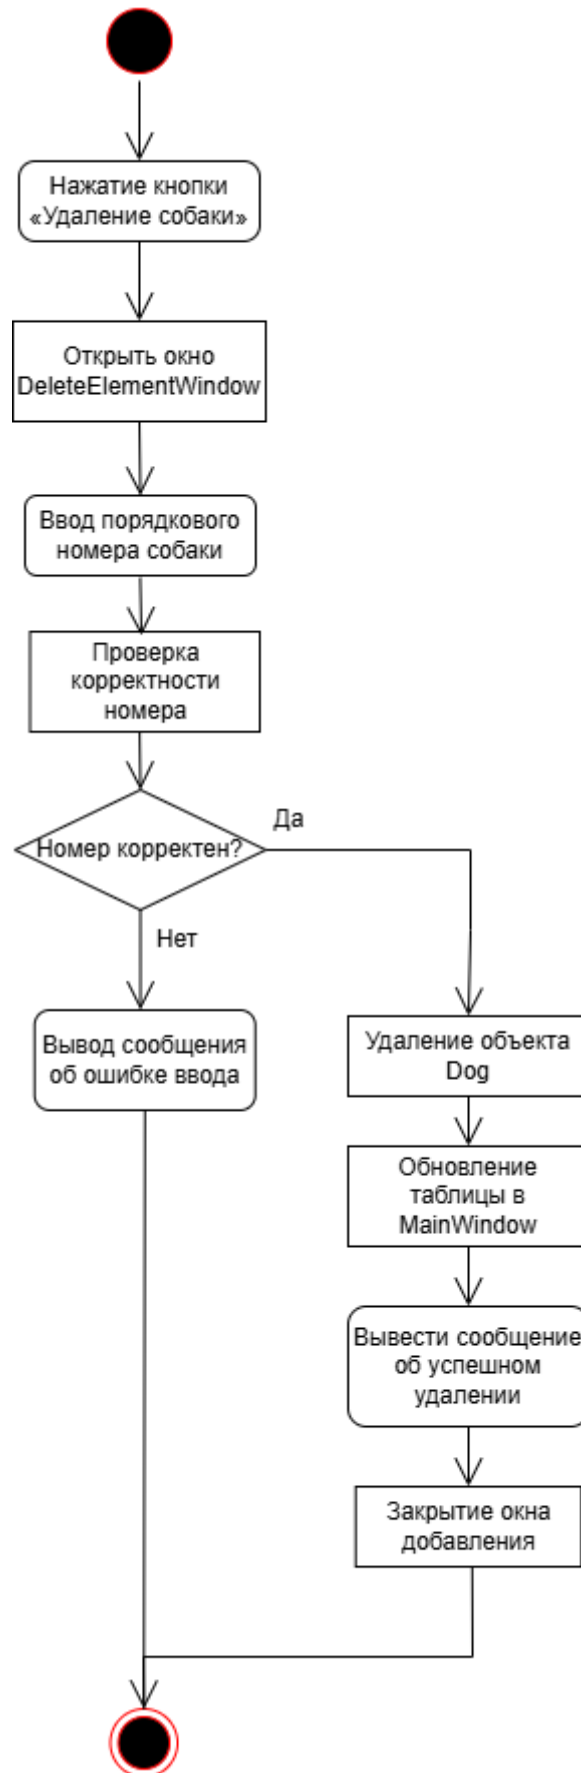 Нажатие кнопки
«Удаление собаки»
Открыть окно
DeleteElementWindow
Ввод порядкового
номера собаки
Проверка
корректности
номера
Номер корректен?
Да
Нет
Вывод сообщения
об ошибке ввода
Удаление объекта
Dog
Обновление
таблицы в
MainWindow
Вывести сообщение
об успешном
удалении
Закрытие окна
добавления